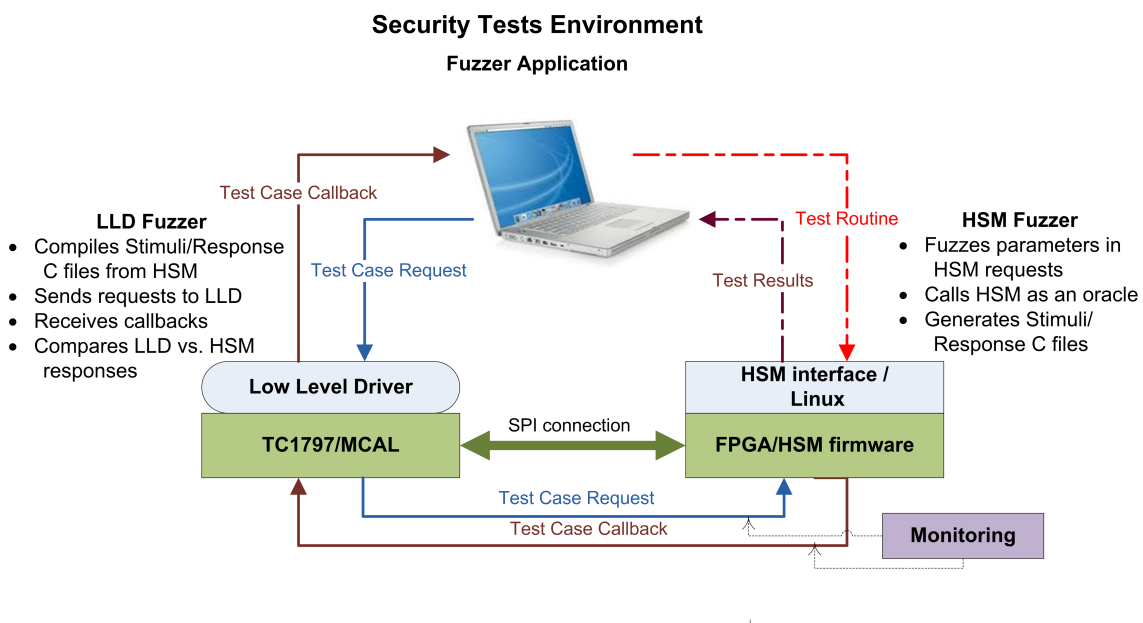 Security Tests Environment
Fuzzer Application
Test Case Callback
LLD Fuzzer
• Compiles Stimuli/Response
C files from HSM
• Sends requests to LLD
• Receives callbacks
• Compares LLD vs. HSM
responses
Test Case Request
Test Routine
Test Results
HSM Fuzzer
• Fuzzes parameters in
HSM requests
• Calls HSM as an oracle
• Generates Stimuli/
Response C files
Low Level Driver
TC1797/MCAL
SPI connection
HSM interface /
Linux
FPGA/HSM firmware
Test Case Request
Test Case Callback
Monitoring